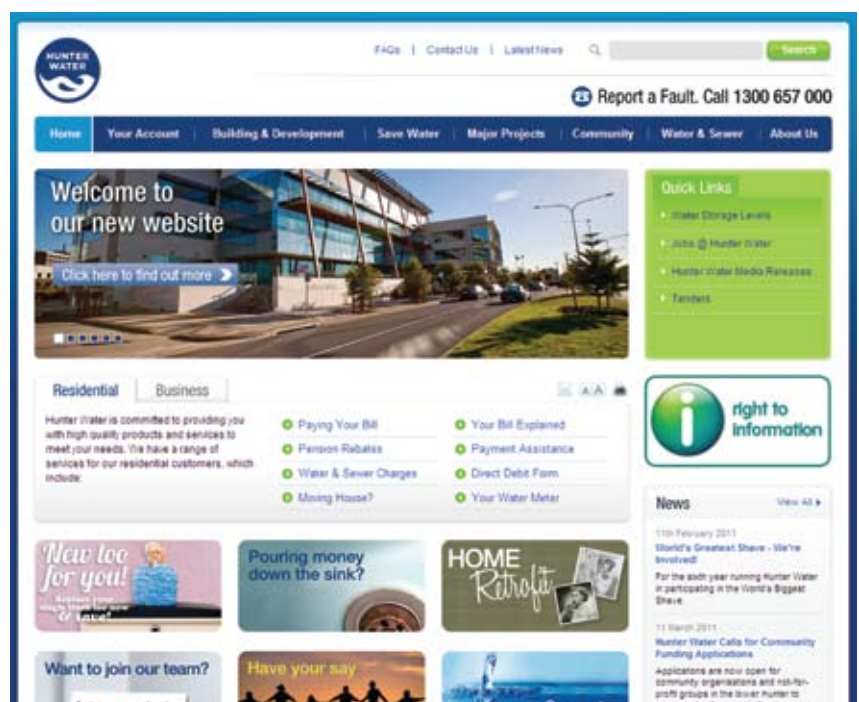 HUNTER
WATER
FAQs | Contact Us | Latest News
Search
Report a Fault. Call 1300 657 000
Home
Your Account
Building & Development
Save Water
Major Projects
Community
Water & Sewer
About Us
Welcome to
our new website
Click here to find out more
Quick Links
Water Storage Levels
Jobs @ Hunter Water
Hunter Water Media Releases
Tenders
Residential
Business
A A
Hunter Water is committed to providing you
with high quality products and services to
meet your needs. We have a range of
services for our residential customers, which
include:
Paying Your Bill
Pension Rebates
Water & Sewer Charges
Moving House?
Your Bill Explained
Payment Assistance
Direct Debit Form
Your Water Meter
right to
information
News
View All
11th February 2011
World's Greatest Shave - We're
Involved!
For the sixth year running Hunter Water
in participating in the World's Biggest
Shave.
11 March 2011
Hunter Water Calls for Community
Funding Applications
Applications are now open for
community organisations and not-for-
profit groups in the lower Hunter to
New loo
for you!
Replace your
single flush for new
& save!
Pouring money
down the sink?
HOME
Retrofit
Want to join our team?
Have your say